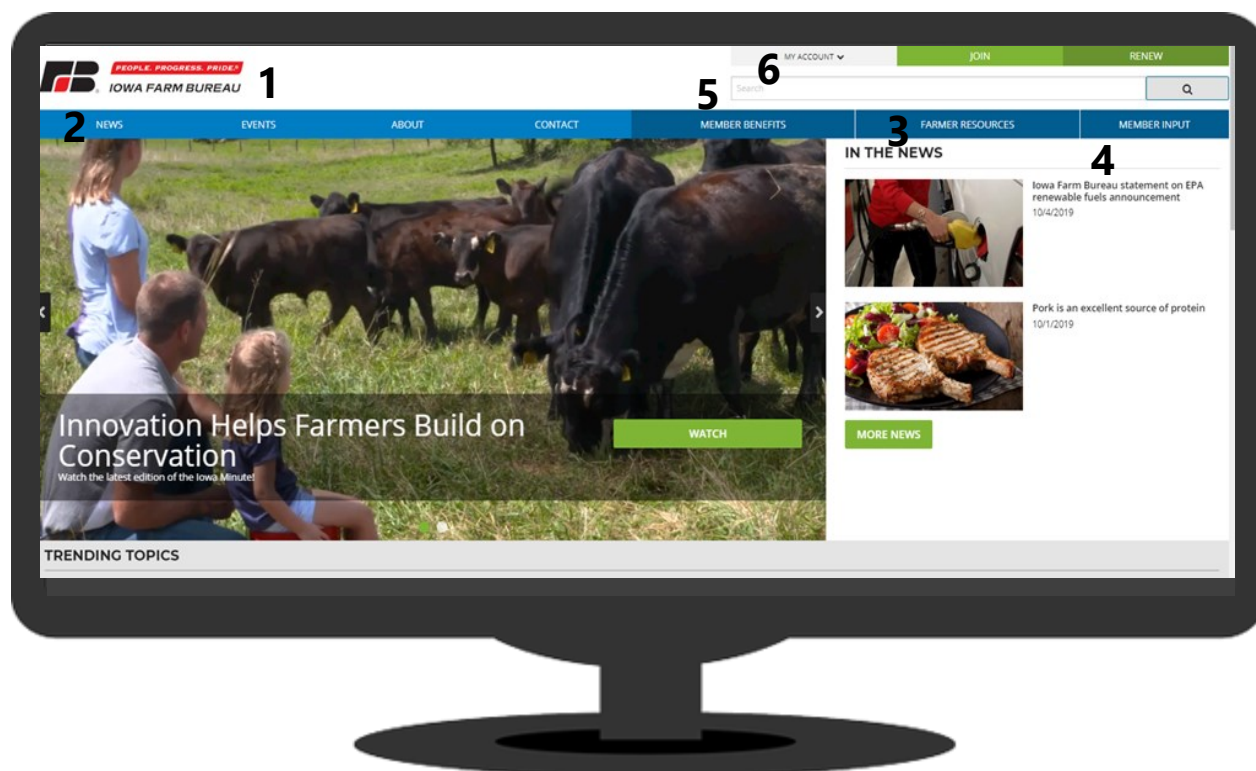 6
MY ACCOUNT
JOIN
RENEW
FB
PEOPLE. PROGRESS. PRIDE.®
IOWA FARM BUREAU
1
5
Search
2
NEWS
EVENTS
ABOUT
CONTACT
MEMBER BENEFITS
3
FARMER RESOURCES
MEMBER INPUT
IN THE NEWS
4
Iowa Farm Bureau statement on EPA
renewable fuels announcement
10/4/2019
Pork is an excellent source of protein
10/1/2019
MORE NEWS
Innovation Helps Farmers Build on
Conservation
Watch the latest edition of the Iowa Minute!
WATCH
TRENDING TOPICS